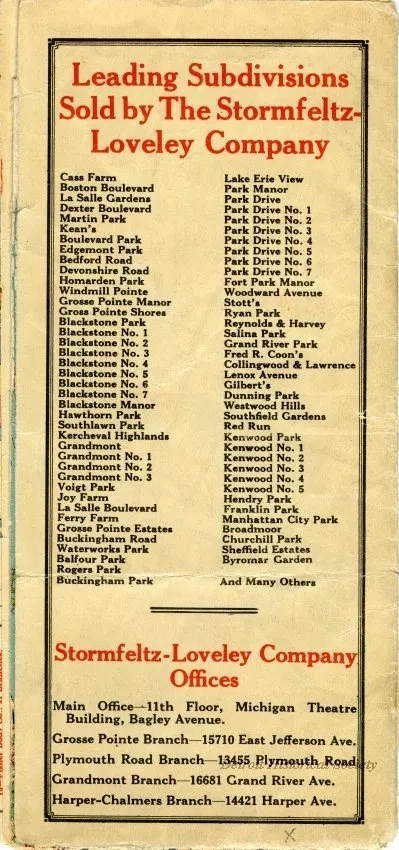 Leading Subdivisions
Sold by The Stormfeltz-
Loveley Company
Cass Farm
Boston Boulevard
La Salle Gardens
Dexter Boulevard
Martin Park
Kean's
Boulevard Park
Edgemont Park
Bedford Road
Devonshire Road
Homarden Park
Windmill Pointe
Grosse Pointe Manor
Gross Pointe Shores
Blackstone Park
Blackstone No. 1
Blackstone No. 2
Blackstone No. 3
Blackstone No. 4
Blackstone No. 5
Blackstone No. 6
Blackstone No. 7
Blackstone Manor
Hawthorn Park
Southlawn Park
Kercheval Highlands
Grandmont
Grandmont No. 1
Grandmont No. 2
Grandmont No. 3
Voigt Park
Joy Farm
La Salle Boulevard
Ferry Farm
Grosse Pointe Estates
Buckingham Road
Waterworks Park
Balfour Park
Rogers Park
Buckingham Park
Lake Erie View
Park Manor
Park Drive
Park Drive No. 1
Park Drive No. 2
Park Drive No. 3
Park Drive No. 4
Park Drive No. 5
Park Drive No. 6
Park Drive No. 7
Fort Park Manor
Woodward Avenue
Stott's
Ryan Park
Reynolds & Harvey
Salina Park
Grand River Park
Fred R. Coon's
Collingwood & Lawrence
Lenox Avenue
Gilbert's
Dunning Park
Westwood Hills
Southfield Gardens
Red Run
Kenwood Park
Kenwood No. 1
Kenwood No. 2
Kenwood No. 3
Kenwood No. 4
Kenwood No. 5
Hendry Park
Franklin Park
Manhattan City Park
Broadmoor
Churchill Park
Sheffield Estates
Byromar Garden
And Many Others
Stormfeltz-Loveley Company
Offices
Main Office—11th Floor, Michigan Theatre
Building, Bagley Avenue.
Grosse Pointe Branch—15710 East Jefferson Ave.
Plymouth Road Branch—13455 Plymouth Road
Detroit Historical Society
Grandmont Branch—16681 Grand River Ave.
Harper-Chalmers Branch—14421 Harper Ave.
X